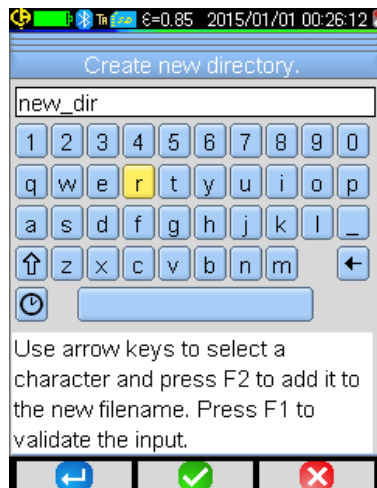 ε=0.85 2015/01/01 00:26:12
Create new directory.
new_dir
1 2 3 4 5 6 7 8 9 0
q w e r t y u i o p
a s d f g h j k l _
z x c v b n m
Use arrow keys to select a
character and press F2 to add it to
the new filename. Press F1 to
validate the input.